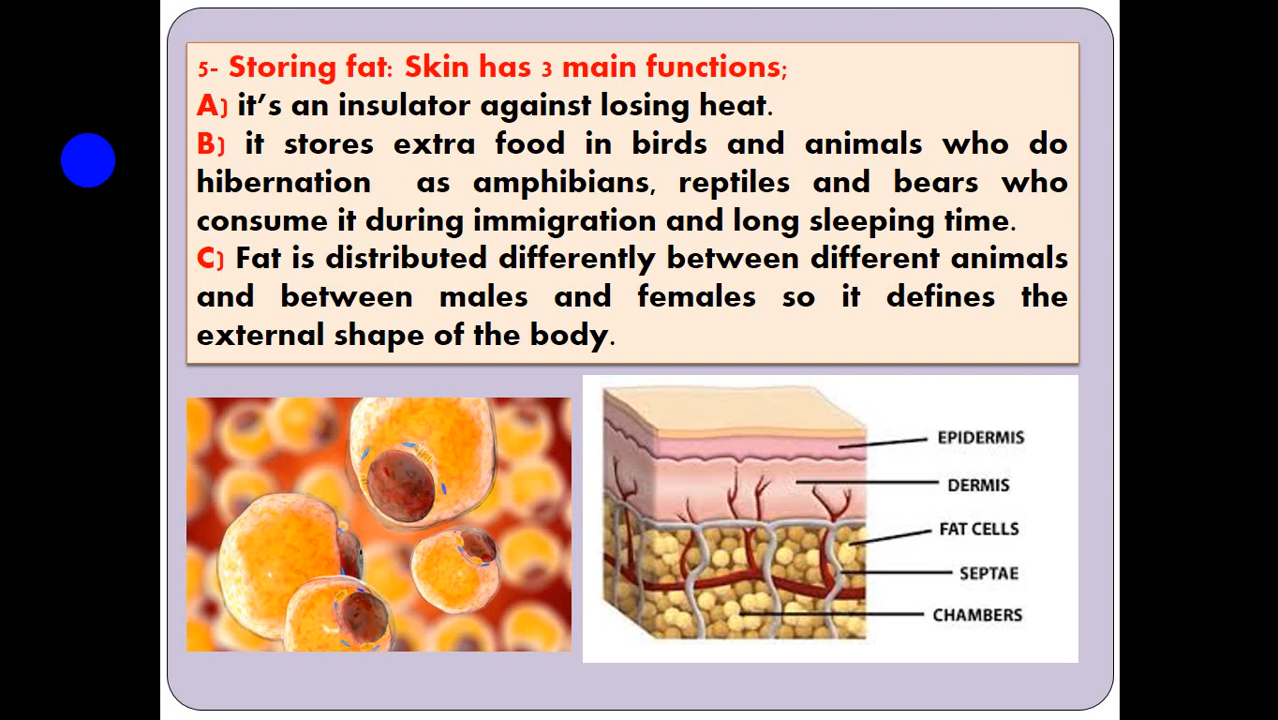 5- Storing fat: Skin has 3 main functions;
A) it's an insulator against losing heat.
B) it stores extra food in birds and animals who do
hibernation as amphibians, reptiles and bears who
consume it during immigration and long sleeping time.
C) Fat is distributed differently between different animals
and between males and females so it defines the
external shape of the body.
EPIDERMIS
DERMIS
FAT CELLS
SEPTAE
CHAMBERS